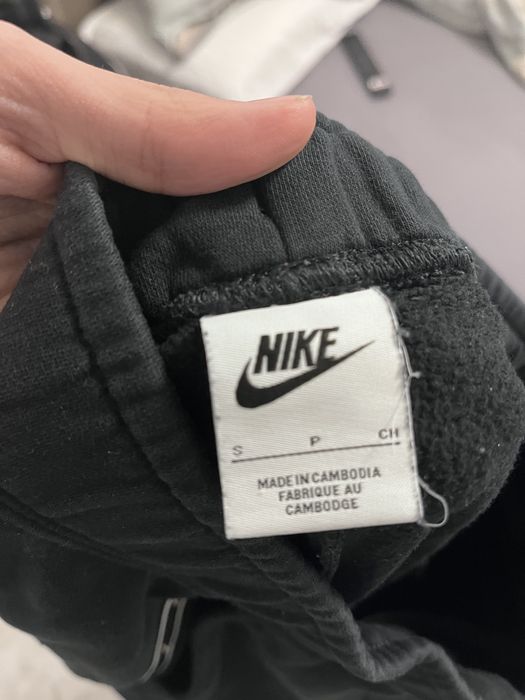 NIKE
S P CH
MADE IN CAMBODIA
FABRIQUE AU
CAMBODGE